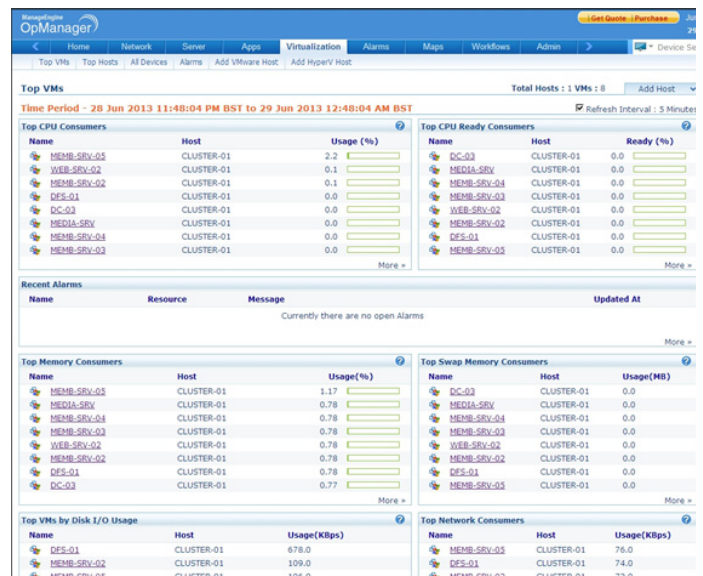 ManageEngine
OpManager
Get Quote | Purchase
Home Network Server Apps Virtualization Alarms Maps Workflows Admin Device Se
Top VMs Top Hosts All Devices Alarms Add VMware Host Add HyperV Host
Top VMs Total Hosts : 1 VMs : 8 Add Host
Time Period - 28 Jun 2013 11:48:04 PM BST to 29 Jun 2013 12:48:04 AM BST Refresh Interval : 5 Minutes
Top CPU Consumers
Name Host Usage (%)
MEMB-SRV-05 CLUSTER-01 2.2
WEB-SRV-02 CLUSTER-01 0.1
MEMB-SRV-02 CLUSTER-01 0.1
DFS-01 CLUSTER-01 0.0
DC-03 CLUSTER-01 0.0
MEDIA-SRV CLUSTER-01 0.0
MEMB-SRV-04 CLUSTER-01 0.0
MEMB-SRV-03 CLUSTER-01 0.0
More »
Top CPU Ready Consumers
Name Host Ready (%)
DC-03 CLUSTER-01 0.0
MEDIA-SRV CLUSTER-01 0.0
MEMB-SRV-04 CLUSTER-01 0.0
MEMB-SRV-03 CLUSTER-01 0.0
WEB-SRV-02 CLUSTER-01 0.0
MEMB-SRV-02 CLUSTER-01 0.0
DFS-01 CLUSTER-01 0.0
MEMB-SRV-05 CLUSTER-01 0.0
More »
Recent Alarms
Name Resource Message Updated At
Currently there are no open Alarms
More »
Top Memory Consumers
Name Host Usage(%)
MEMB-SRV-05 CLUSTER-01 1.17
MEDIA-SRV CLUSTER-01 0.78
MEMB-SRV-04 CLUSTER-01 0.78
MEMB-SRV-03 CLUSTER-01 0.78
WEB-SRV-02 CLUSTER-01 0.78
MEMB-SRV-02 CLUSTER-01 0.78
DFS-01 CLUSTER-01 0.78
DC-03 CLUSTER-01 0.77
More »
Top Swap Memory Consumers
Name Host Usage(MB)
DC-03 CLUSTER-01 0.0
MEDIA-SRV CLUSTER-01 0.0
MEMB-SRV-04 CLUSTER-01 0.0
MEMB-SRV-03 CLUSTER-01 0.0
WEB-SRV-02 CLUSTER-01 0.0
MEMB-SRV-02 CLUSTER-01 0.0
DFS-01 CLUSTER-01 0.0
MEMB-SRV-05 CLUSTER-01 0.0
More »
Top VMs by Disk I/O Usage
Name Host Usage(KBps)
DFS-01 CLUSTER-01 678.0
MEMB-SRV-02 CLUSTER-01 109.0
Top Network Consumers
Name Host Usage(KBps)
MEMB-SRV-05 CLUSTER-01 76.0
DFS-01 CLUSTER-01 74.0